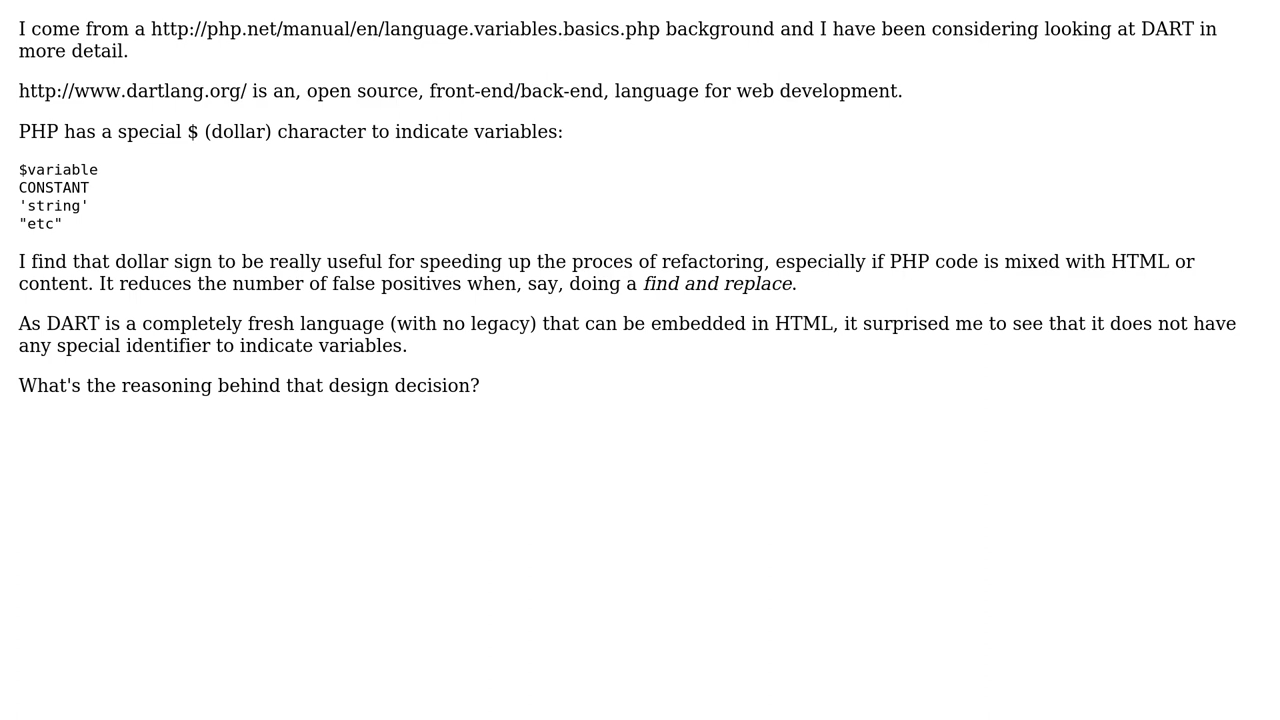 I come from a http://php.net/manual/en/language.variables.basics.php background and I have been considering looking at DART in
more detail.
http://www.dartlang.org/ is an, open source, front-end/back-end, language for web development.
PHP has a special $ (dollar) character to indicate variables:
$variable
CONSTANT
'string'
"etc"
I find that dollar sign to be really useful for speeding up the proces of refactoring, especially if PHP code is mixed with HTML or
content. It reduces the number of false positives when, say, doing a find and replace.
As DART is a completely fresh language (with no legacy) that can be embedded in HTML, it surprised me to see that it does not have
any special identifier to indicate variables.
What's the reasoning behind that design decision?